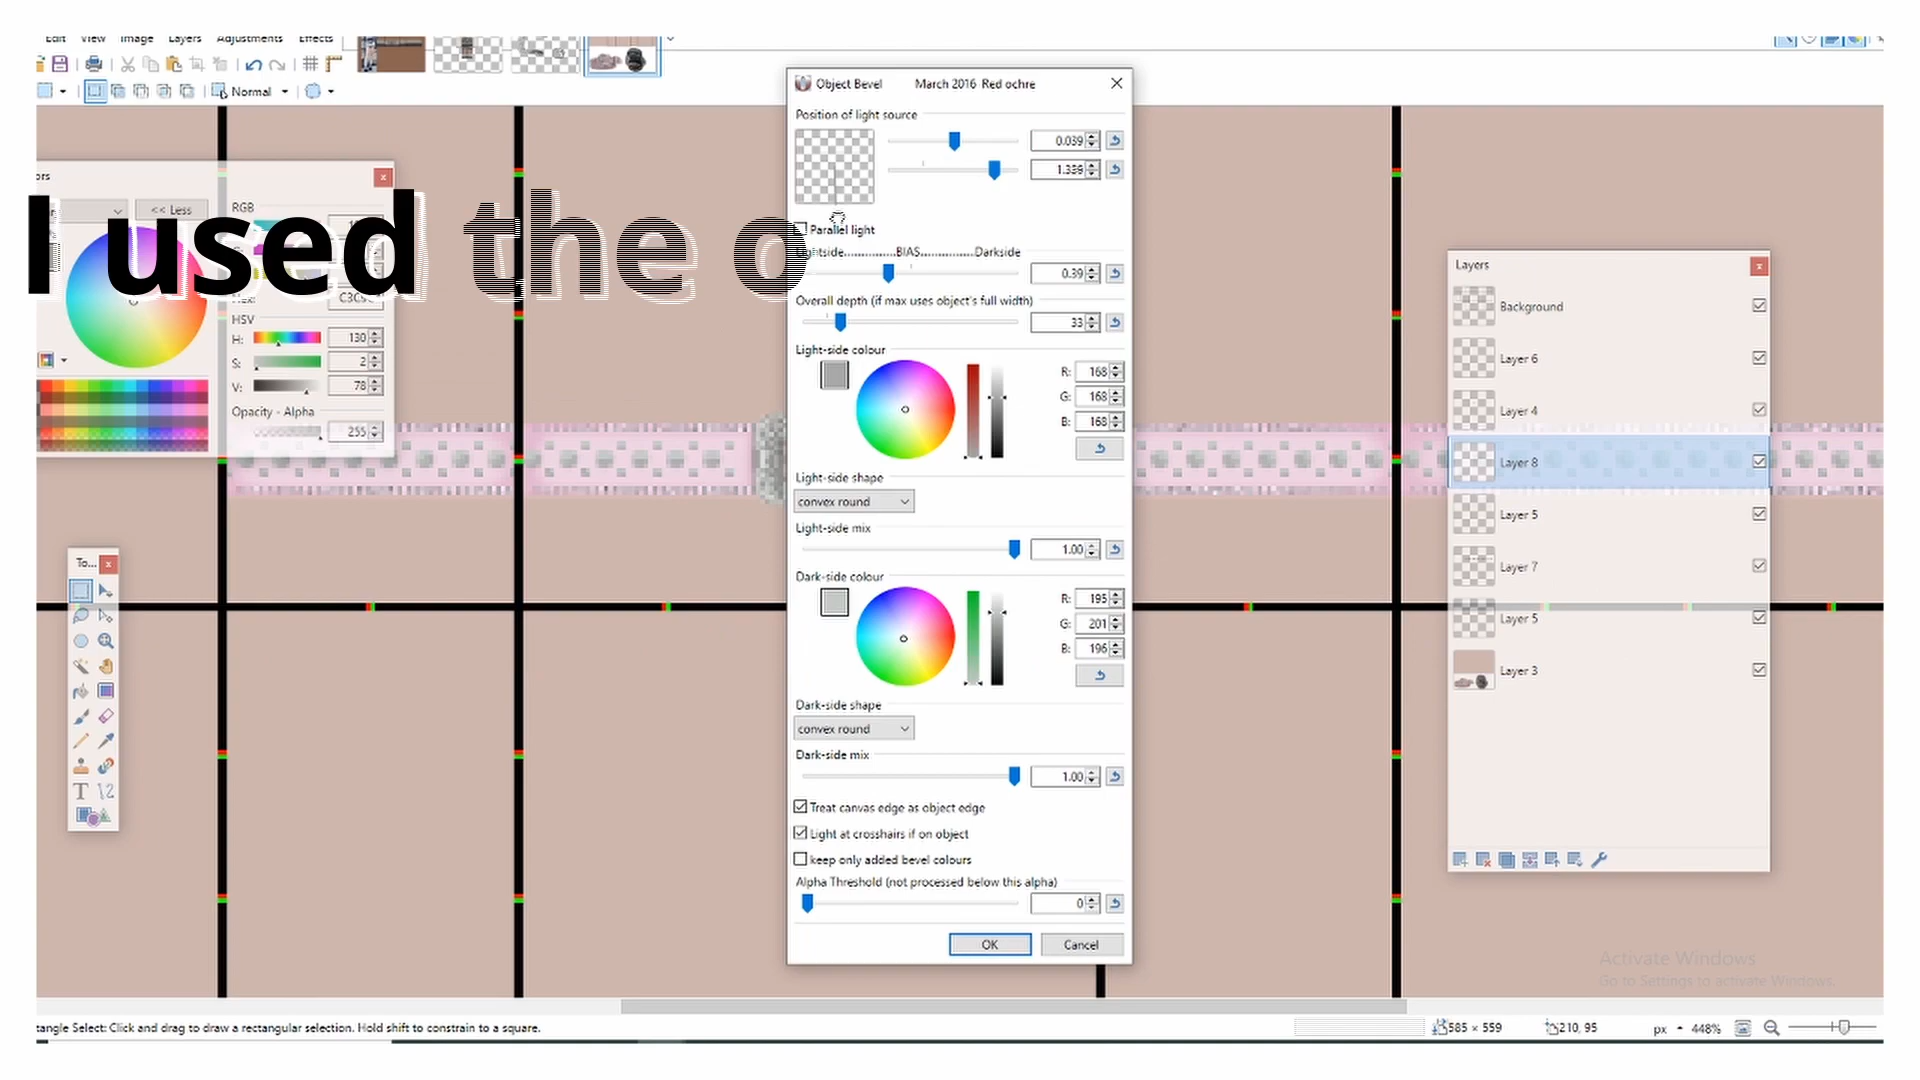 Edit View Image Layers Adjustments Effects
Normal
<< Less
RGB
HSV
H: 130
S: 2
V: 78
Opacity - Alpha
255
I used the o
To...
Object Bevel March 2016 Red ochre
Position of light source
0.039
Parallel light
BIAS..............Darkside
0.39
Overall depth (if max uses object's full width)
33
Light-side colour
R: 168
G: 168
B: 168
Light-side shape
convex round
Light-side mix
1.00
Dark-side colour
R: 195
G: 201
B: 196
Dark-side shape
convex round
Dark-side mix
1.00
Treat canvas edge as object edge
Light at crosshairs if on object
keep only added bevel colours
Alpha Threshold (not processed below this alpha)
0
OK Cancel
Layers
Background
Layer 6
Layer 4
Layer 8
Layer 5
Layer 7
Layer 5
Layer 3
Activate Windows
Go to Settings to activate Windows.
tangle Select: Click and drag to draw a rectangular selection. Hold shift to constrain to a square.
585 × 559 210, 95 px 448%